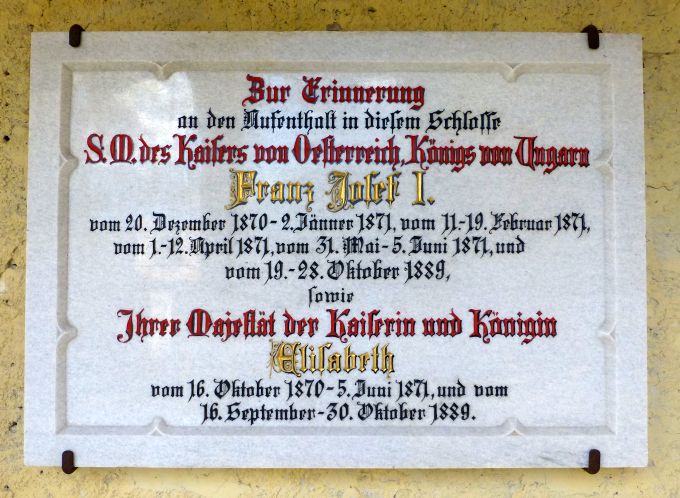 Zur Erinnerung
an den Aufenthalt in diesem Schlosse
S. M. des Kaisers von Oesterreich, Königs von Ungarn
Franz Josef I.
vom 20. Dezember 1870 - 2. Jänner 1871, vom 11.-19. Februar 1871,
vom 1.-12. April 1871, vom 31. Mai - 5. Juni 1871, und
vom 19.-28. Oktober 1889,
sowie
Ihrer Majestät der Kaiserin und Königin
Elisabeth
vom 16. Oktober 1870 - 5. Juni 1871, und vom
16. September - 30. Oktober 1889.